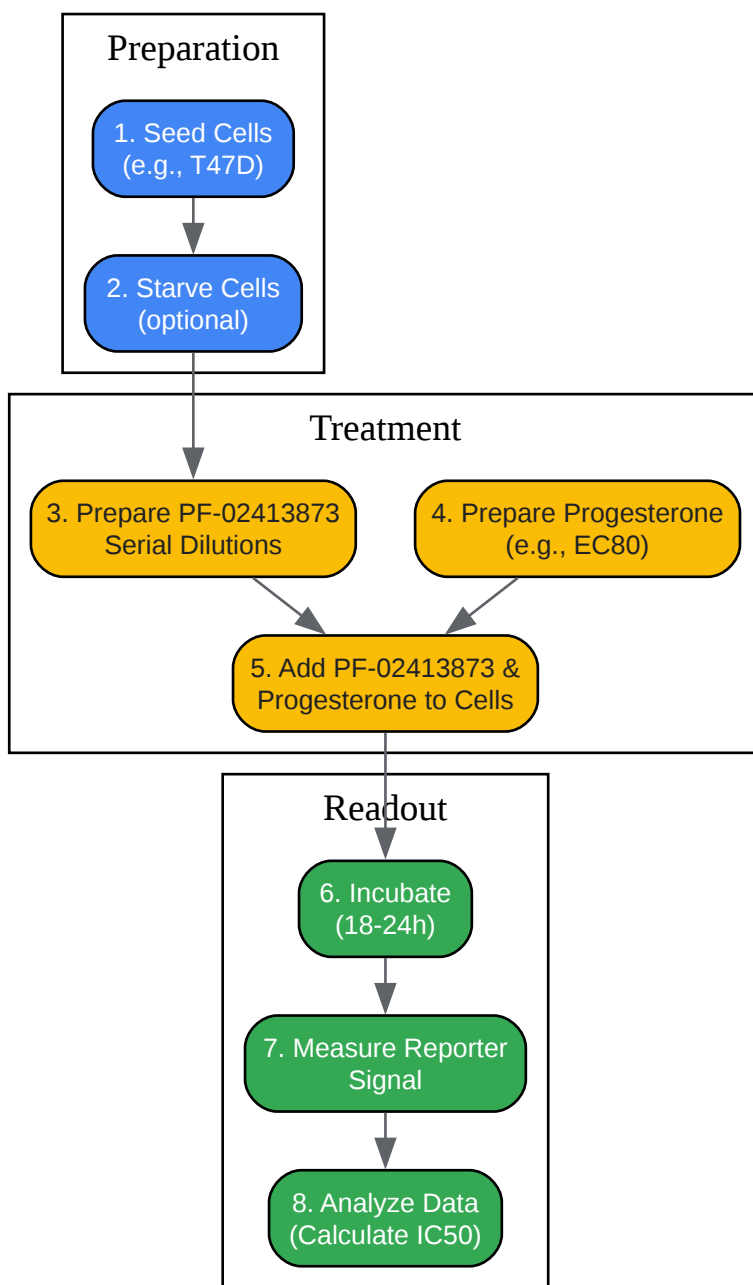 Preparation
1. Seed Cells
(e.g., T47D)
2. Starve Cells
(optional)
Treatment
3. Prepare PF-02413873
Serial Dilutions
4. Prepare Progesterone
(e.g., EC80)
5. Add PF-02413873 &
Progesterone to Cells
Readout
6. Incubate
(18-24h)
7. Measure Reporter
Signal
8. Analyze Data
(Calculate IC50)